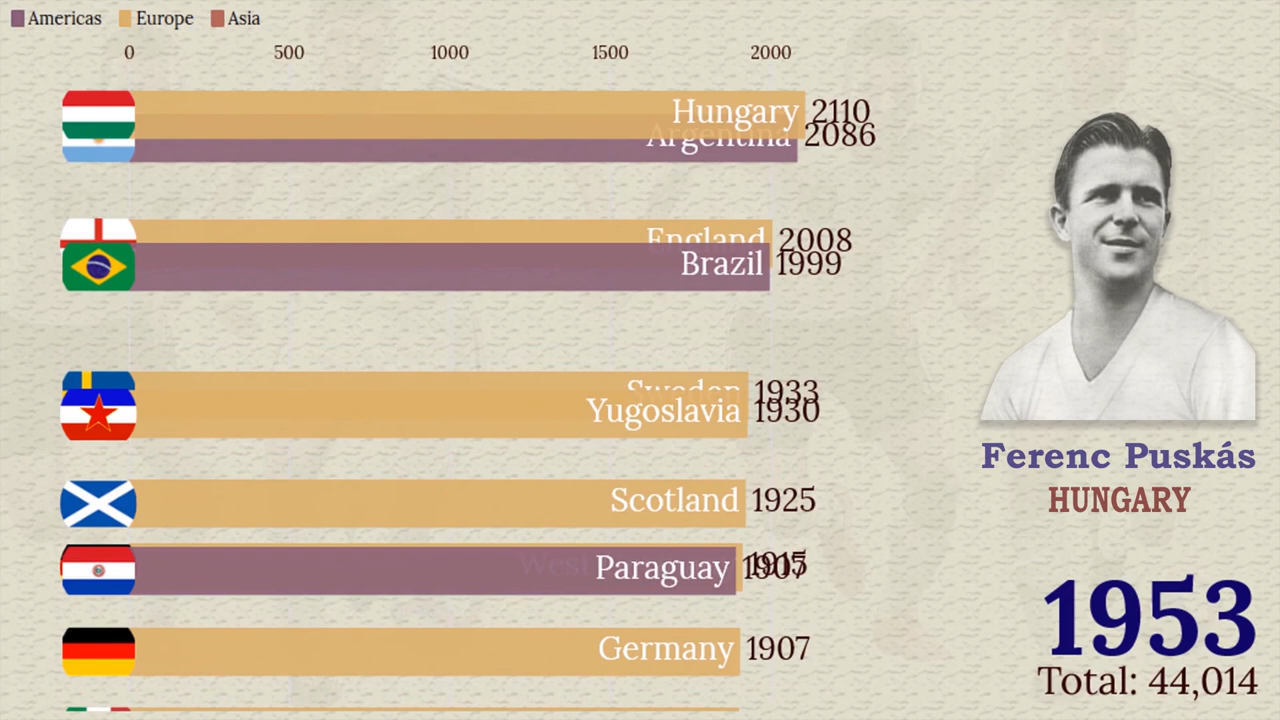 Americas Europe Asia
0 500 1000 1500 2000
Hungary 2110
Argentina 2086
England 2008
Brazil 1999
Sweden 1933
Yugoslavia 1930
Scotland 1925
Paraguay 1907
Germany 1907
Ferenc Puskás
HUNGARY
1953
Total: 44,014